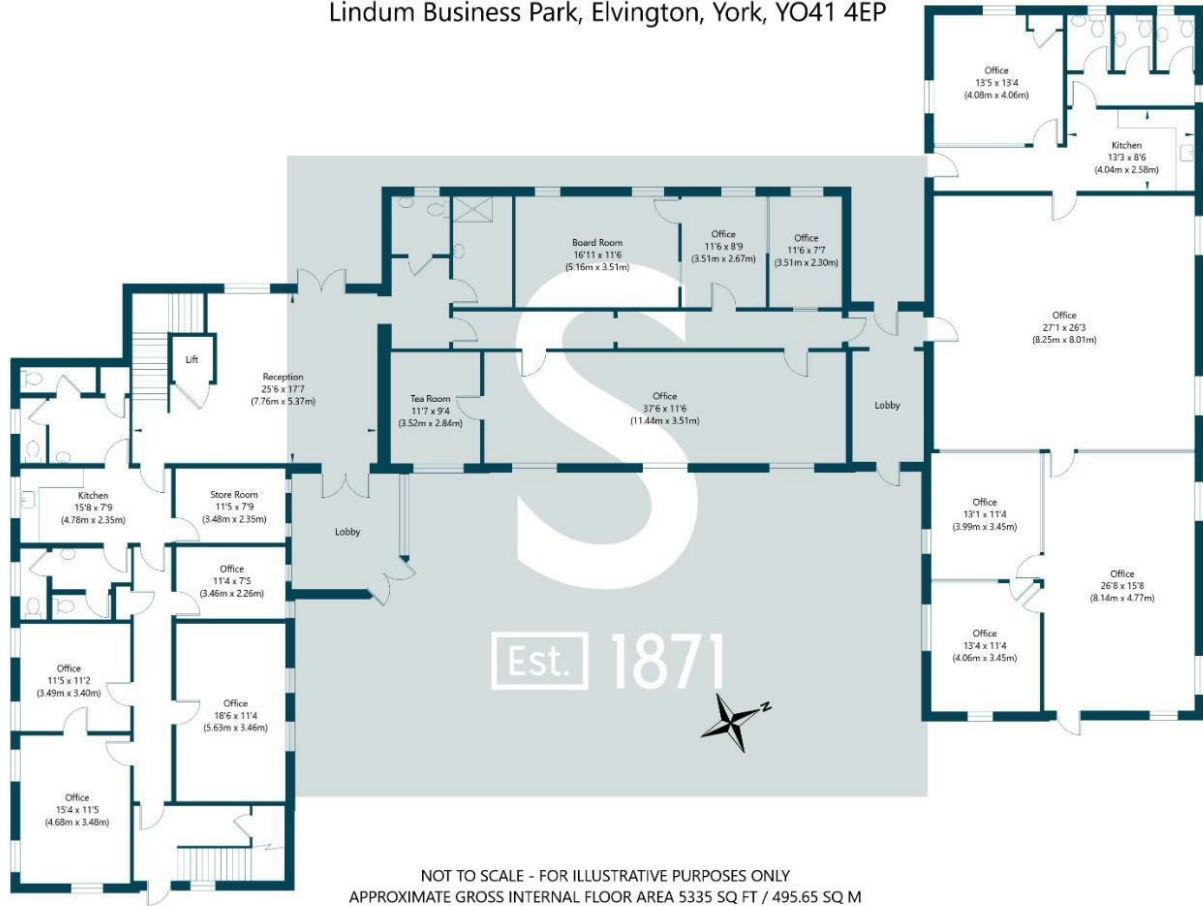 Lindum Business Park, Elvington, York, YO41 4EP
Office
13'5 x 13'4
(4.08m x 4.06m)
Kitchen
13'3 x 8'6
(4.04m x 2.58m)
Board Room
16'11 x 11'6
(5.16m x 3.51m)
Office
11'6 x 8'9
(3.51m x 2.67m)
Office
11'6 x 7'7
(3.51m x 2.30m)
Office
27'1 x 26'3
(8.25m x 8.01m)
Lift
Reception
25'6 x 17'7
(7.76m x 5.37m)
Tea Room
11'7 x 9'4
(3.52m x 2.84m)
Office
37'6 x 11'6
(11.44m x 3.51m)
Lobby
Kitchen
15'8 x 7'9
(4.78m x 2.35m)
Store Room
11'5 x 7'9
(3.48m x 2.35m)
Lobby
Office
13'1 x 11'4
(3.99m x 3.45m)
Office
11'4 x 7'5
(3.46m x 2.26m)
Office
26'8 x 15'8
(8.14m x 4.77m)
Office
13'4 x 11'4
(4.06m x 3.45m)
Office
11'5 x 11'2
(3.49m x 3.40m)
Office
18'6 x 11'4
(5.63m x 3.46m)
Office
15'4 x 11'5
(4.68m x 3.48m)
S
Est. 1871
N
NOT TO SCALE - FOR ILLUSTRATIVE PURPOSES ONLY
APPROXIMATE GROSS INTERNAL FLOOR AREA 5335 SQ FT / 495.65 SQ M